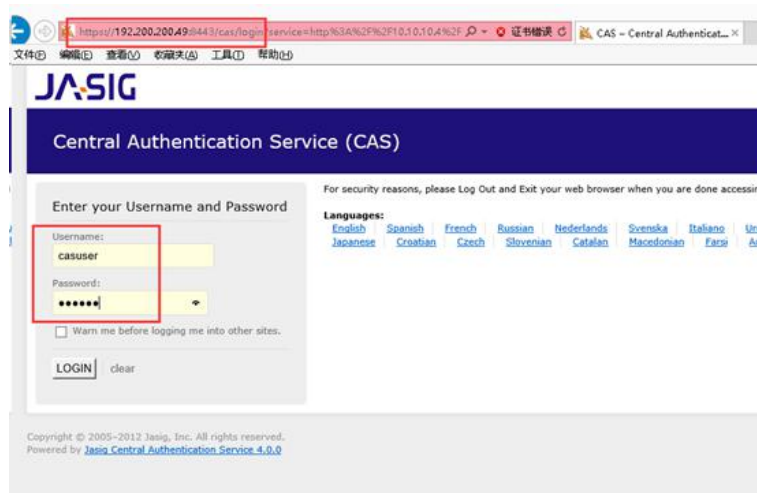 https://192.200.200.49:8443/cas/login?service=http%3A%2F%2F10.10.10.4%2F
证书错误
CAS – Central Authenticat...
文件(F) 编辑(E) 查看(V) 收藏夹(A) 工具(T) 帮助(H)
JASIG
Central Authentication Service (CAS)
Enter your Username and Password
Username:
casuser
Password:
Warn me before logging me into other sites.
LOGIN clear
For security reasons, please Log Out and Exit your web browser when you are done accessin
Languages:
English Spanish French Russian Nederlands Svenska Italiano Ur
Japanese Croatian Czech Slovenian Catalan Macedonian Farsi A
Copyright © 2005–2012 Jasig, Inc. All rights reserved.
Powered by Jasig Central Authentication Service 4.0.0